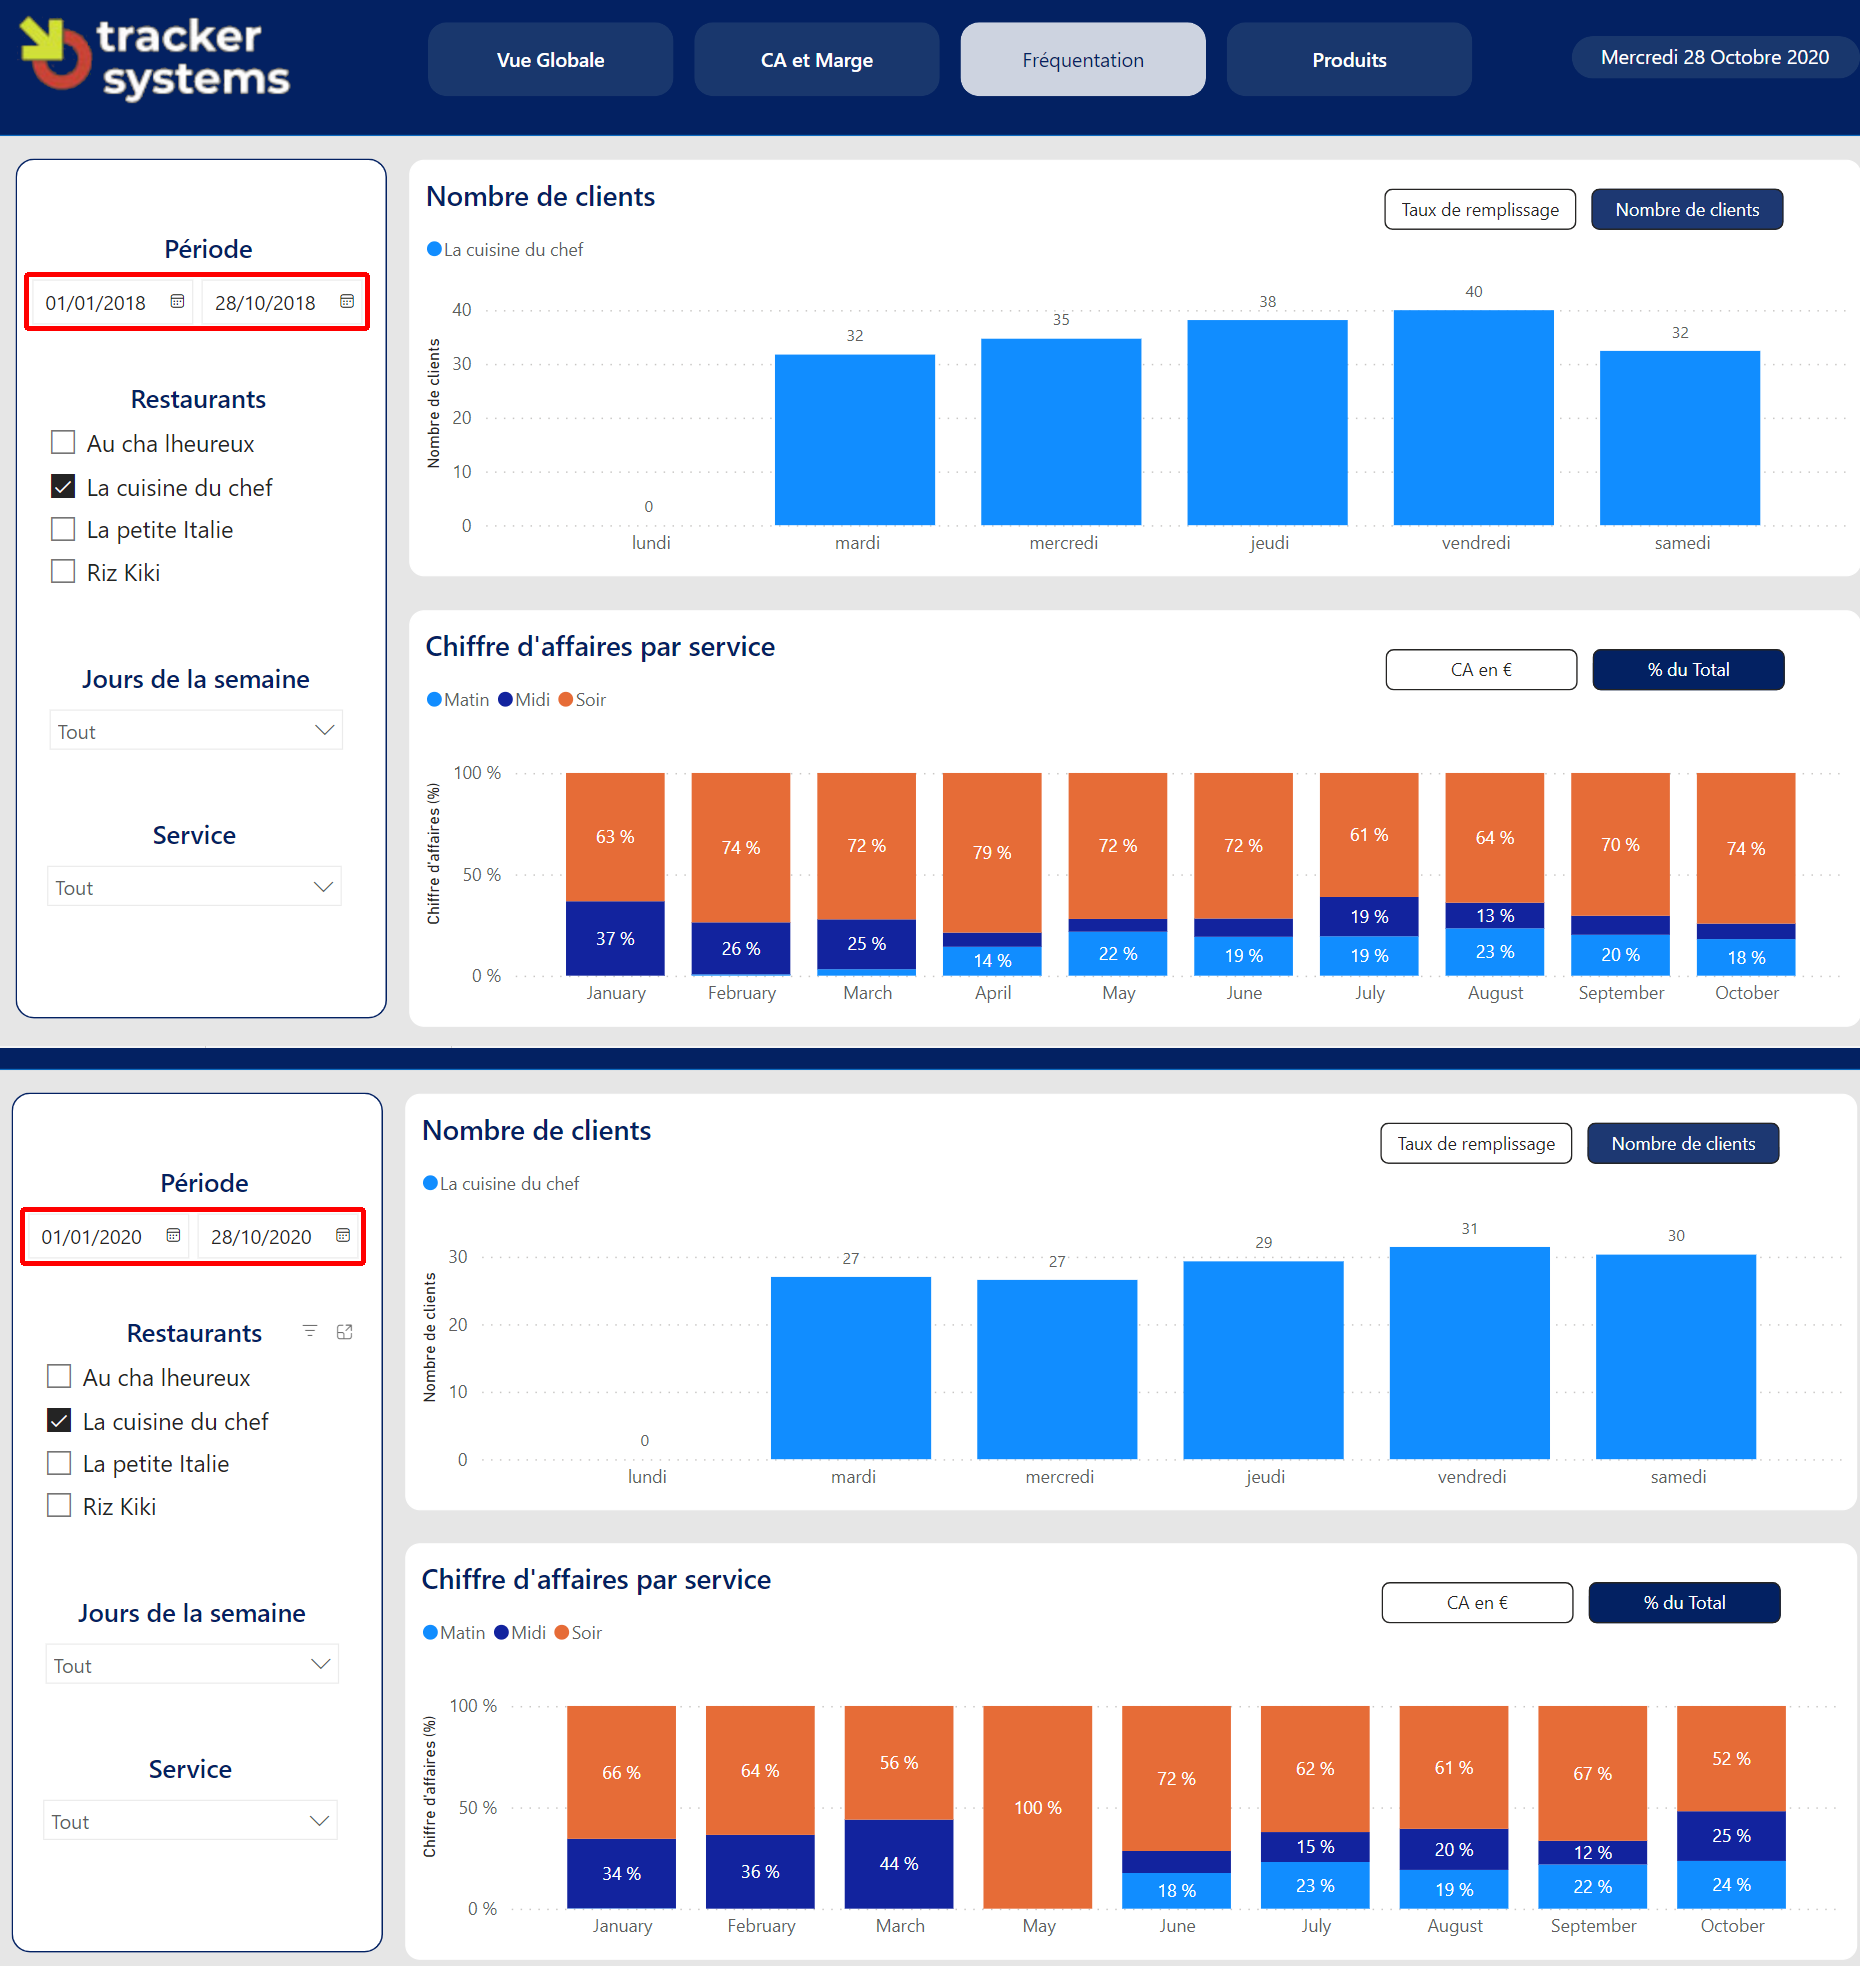 tracker
systems
Vue Globale
CA et Marge
Fréquentation
Produits
Mercredi 28 Octobre 2020
Période
01/01/2018
28/10/2018
Restaurants
Au cha lheureux
La cuisine du chef
La petite Italie
Riz Kiki
Jours de la semaine
Tout
Service
Tout
Nombre de clients
Taux de remplissage
Nombre de clients
La cuisine du chef
Nombre de clients
40
30
20
10
0
0
32
35
38
40
32
lundi
mardi
mercredi
jeudi
vendredi
samedi
Chiffre d'affaires par service
CA en €
% du Total
Matin
Midi
Soir
Chiffre d'affaires (%)
100 %
50 %
0 %
63 %
74 %
72 %
79 %
72 %
72 %
61 %
64 %
70 %
74 %
37 %
26 %
25 %
19 %
13 %
14 %
22 %
19 %
19 %
23 %
20 %
18 %
January
February
March
April
May
June
July
August
September
October
Période
01/01/2020
28/10/2020
Restaurants
Au cha lheureux
La cuisine du chef
La petite Italie
Riz Kiki
Jours de la semaine
Tout
Service
Tout
Nombre de clients
Taux de remplissage
Nombre de clients
La cuisine du chef
Nombre de clients
30
20
10
0
0
27
27
29
31
30
lundi
mardi
mercredi
jeudi
vendredi
samedi
Chiffre d'affaires par service
CA en €
% du Total
Matin
Midi
Soir
Chiffre d'affaires (%)
100 %
50 %
0 %
66 %
64 %
56 %
100 %
72 %
62 %
61 %
67 %
52 %
34 %
36 %
44 %
15 %
20 %
12 %
25 %
18 %
23 %
19 %
22 %
24 %
January
February
March
May
June
July
August
September
October